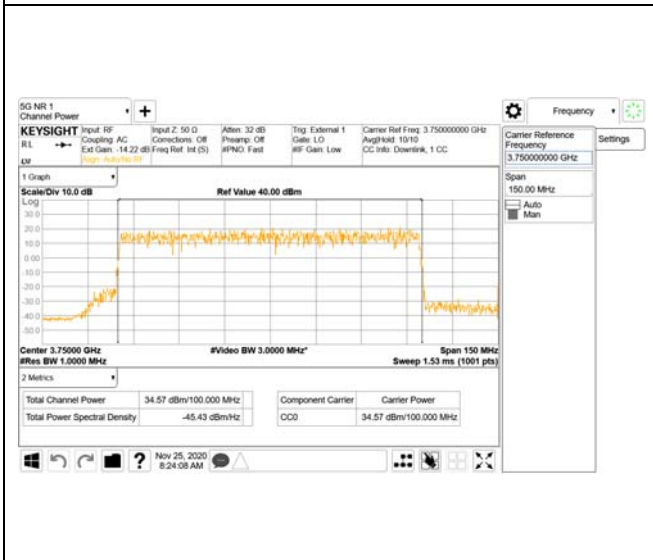 5G NR 1
Channel Power
Frequency
KEYSIGHT
RL
Input: RF
Coupling: AC
Ext Gain: -14.22 dB
Align: Auto/No RF
Input Z: 50 Ω
Corrections: Off
Freq Ref: Int (S)
Atten: 32 dB
Preamp: Off
#PNO: Fast
Trig: External 1
Gate: LO
#IF Gain: Low
Carrier Ref Freq: 3.750000000 GHz
Avg|Hold: 10/10
CC Info: Downlink, 1 CC
Carrier Reference
Frequency
3.750000000 GHz
Settings
Span
150.00 MHz
Auto
Man
1 Graph
Scale/Div 10.0 dB
Ref Value 40.00 dBm
Log
30.0
20.0
10.0
0.00
-10.0
-20.0
-30.0
-40.0
-50.0
Center 3.75000 GHz
#Video BW 3.0000 MHz*
Span 150 MHz
#Res BW 1.0000 MHz
Sweep 1.53 ms (1001 pts)
2 Metrics
Total Channel Power 34.57 dBm/100.000 MHz
Total Power Spectral Density -45.43 dBm/Hz
Component Carrier Carrier Power
CC0 34.57 dBm/100.000 MHz
?
Nov 25, 2020
8:24:08 AM